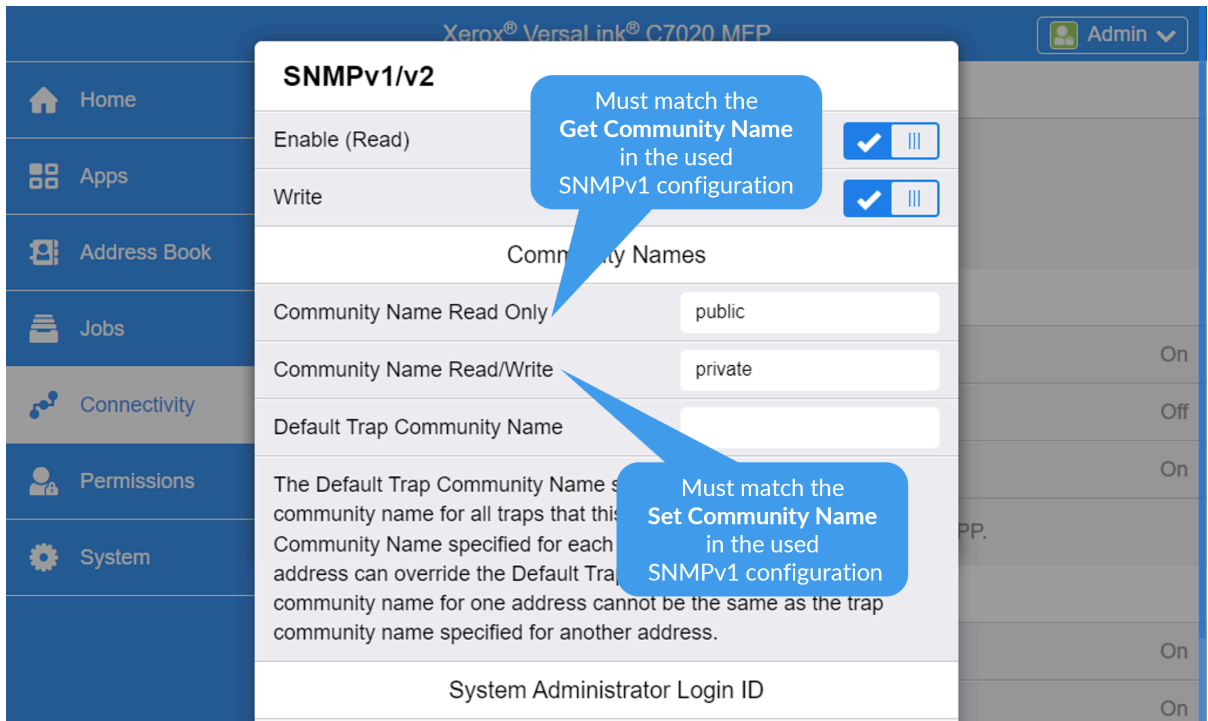 Xerox® VersaLink® C7020 MFP
Admin
Home
Apps
Address Book
Jobs
Connectivity
Permissions
System
SNMPv1/v2
Must match the
Get Community Name
in the used
SNMPv1 configuration
Enable (Read)
Write
Names
Community Name Read Only
public
Community Name Read/Write
private
Default Trap Community Name
The Default Trap Community Name
community name for all traps that
Community Name specified for each
address can override the Default
community name for one address cannot be the same as the trap
community name specified for another address.
Must match the
Set Community Name
in the used
SNMPv1 configuration
System Administrator Login ID
On
Off
On
PP.
On
On